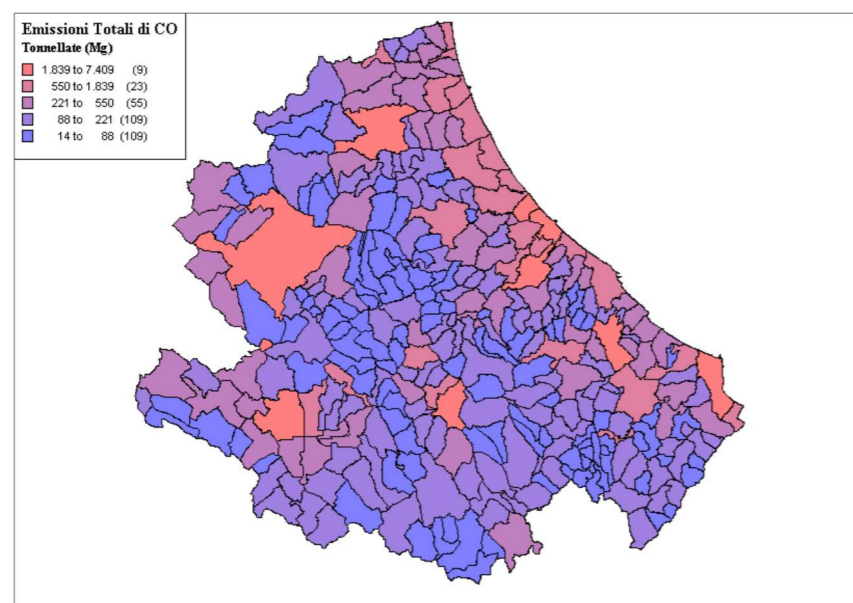 Emissioni Totali di CO
Tonnellate (Mg)
1.839 to 7.409 (9)
550 to 1.839 (23)
221 to 550 (55)
88 to 221 (109)
14 to 88 (109)